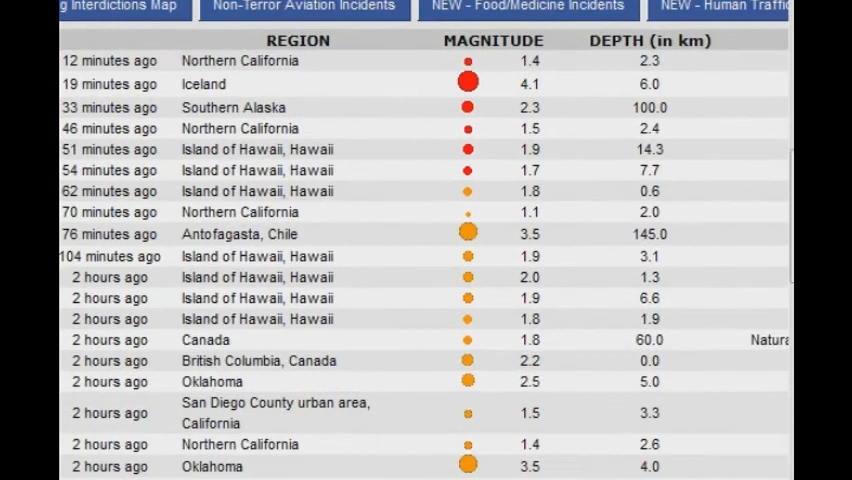 g Interdictions Map Non-Terror Aviation Incidents NEW - Food/Medicine Incidents NEW - Human Traffic
REGION MAGNITUDE DEPTH (in km)
12 minutes ago Northern California 1.4 2.3
19 minutes ago Iceland 4.1 6.0
33 minutes ago Southern Alaska 2.3 100.0
46 minutes ago Northern California 1.5 2.4
51 minutes ago Island of Hawaii, Hawaii 1.9 14.3
54 minutes ago Island of Hawaii, Hawaii 1.7 7.7
62 minutes ago Island of Hawaii, Hawaii 1.8 0.6
70 minutes ago Northern California 1.1 2.0
76 minutes ago Antofagasta, Chile 3.5 145.0
104 minutes ago Island of Hawaii, Hawaii 1.9 3.1
2 hours ago Island of Hawaii, Hawaii 2.0 1.3
2 hours ago Island of Hawaii, Hawaii 1.9 6.6
2 hours ago Island of Hawaii, Hawaii 1.8 1.9
2 hours ago Canada 1.8 60.0 Natura
2 hours ago British Columbia, Canada 2.2 0.0
2 hours ago Oklahoma 2.5 5.0
2 hours ago San Diego County urban area, 1.5 3.3
California
2 hours ago Northern California 1.4 2.6
2 hours ago Oklahoma 3.5 4.0